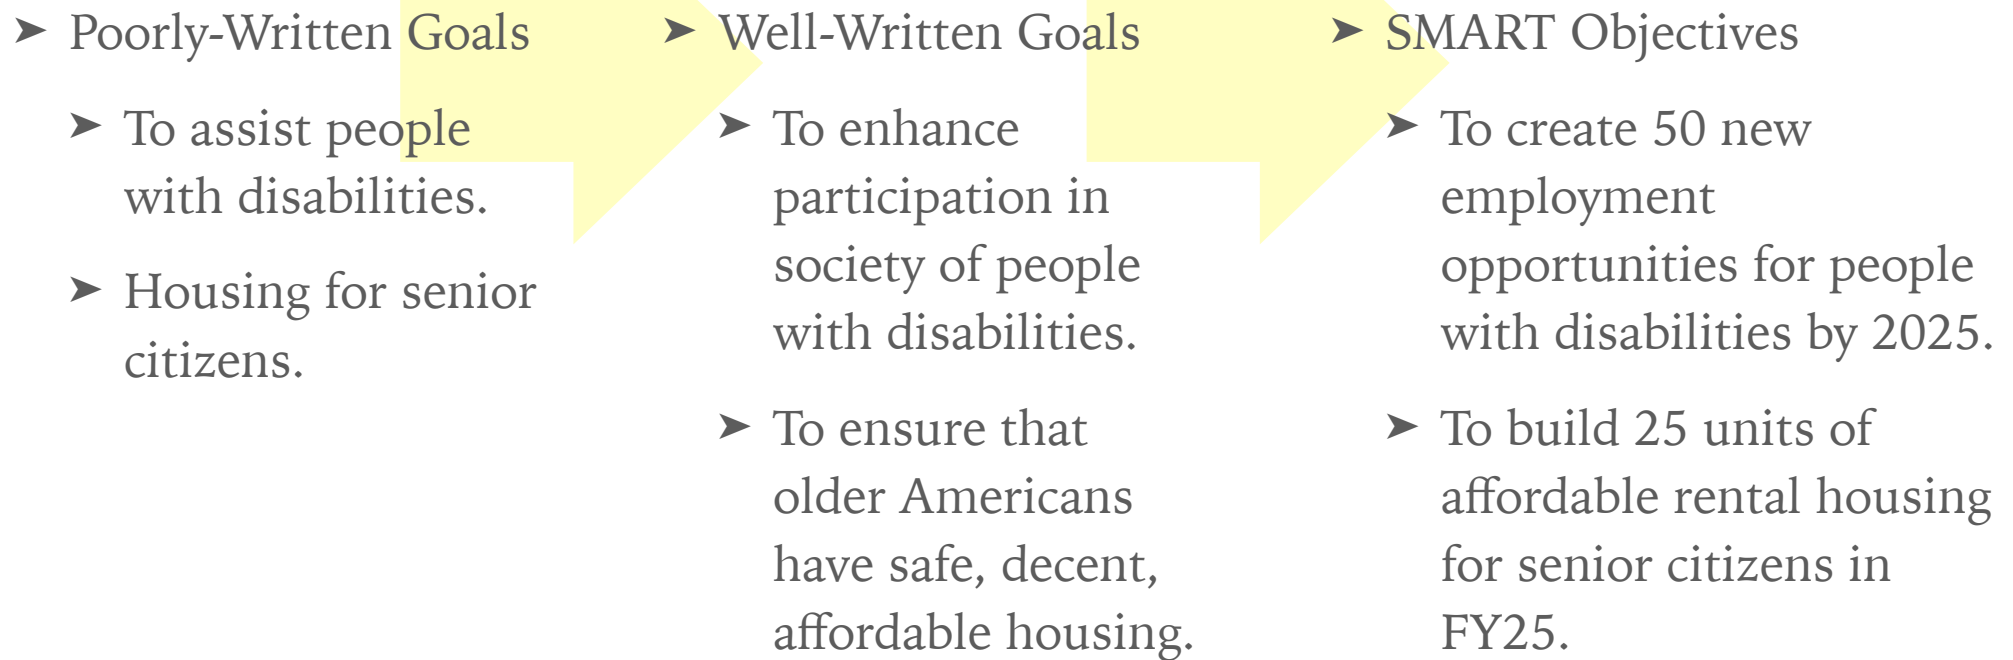 ➤ Poorly-Written Goals
➤ To assist people
with disabilities.
➤ Housing for senior
citizens.
➤ Well-Written Goals
➤ To enhance
participation in
society of people
with disabilities.
➤ To ensure that
older Americans
have safe, decent,
affordable housing.
➤ SMART Objectives
➤ To create 50 new
employment
opportunities for people
with disabilities by 2025.
➤ To build 25 units of
affordable rental housing
for senior citizens in
FY25.